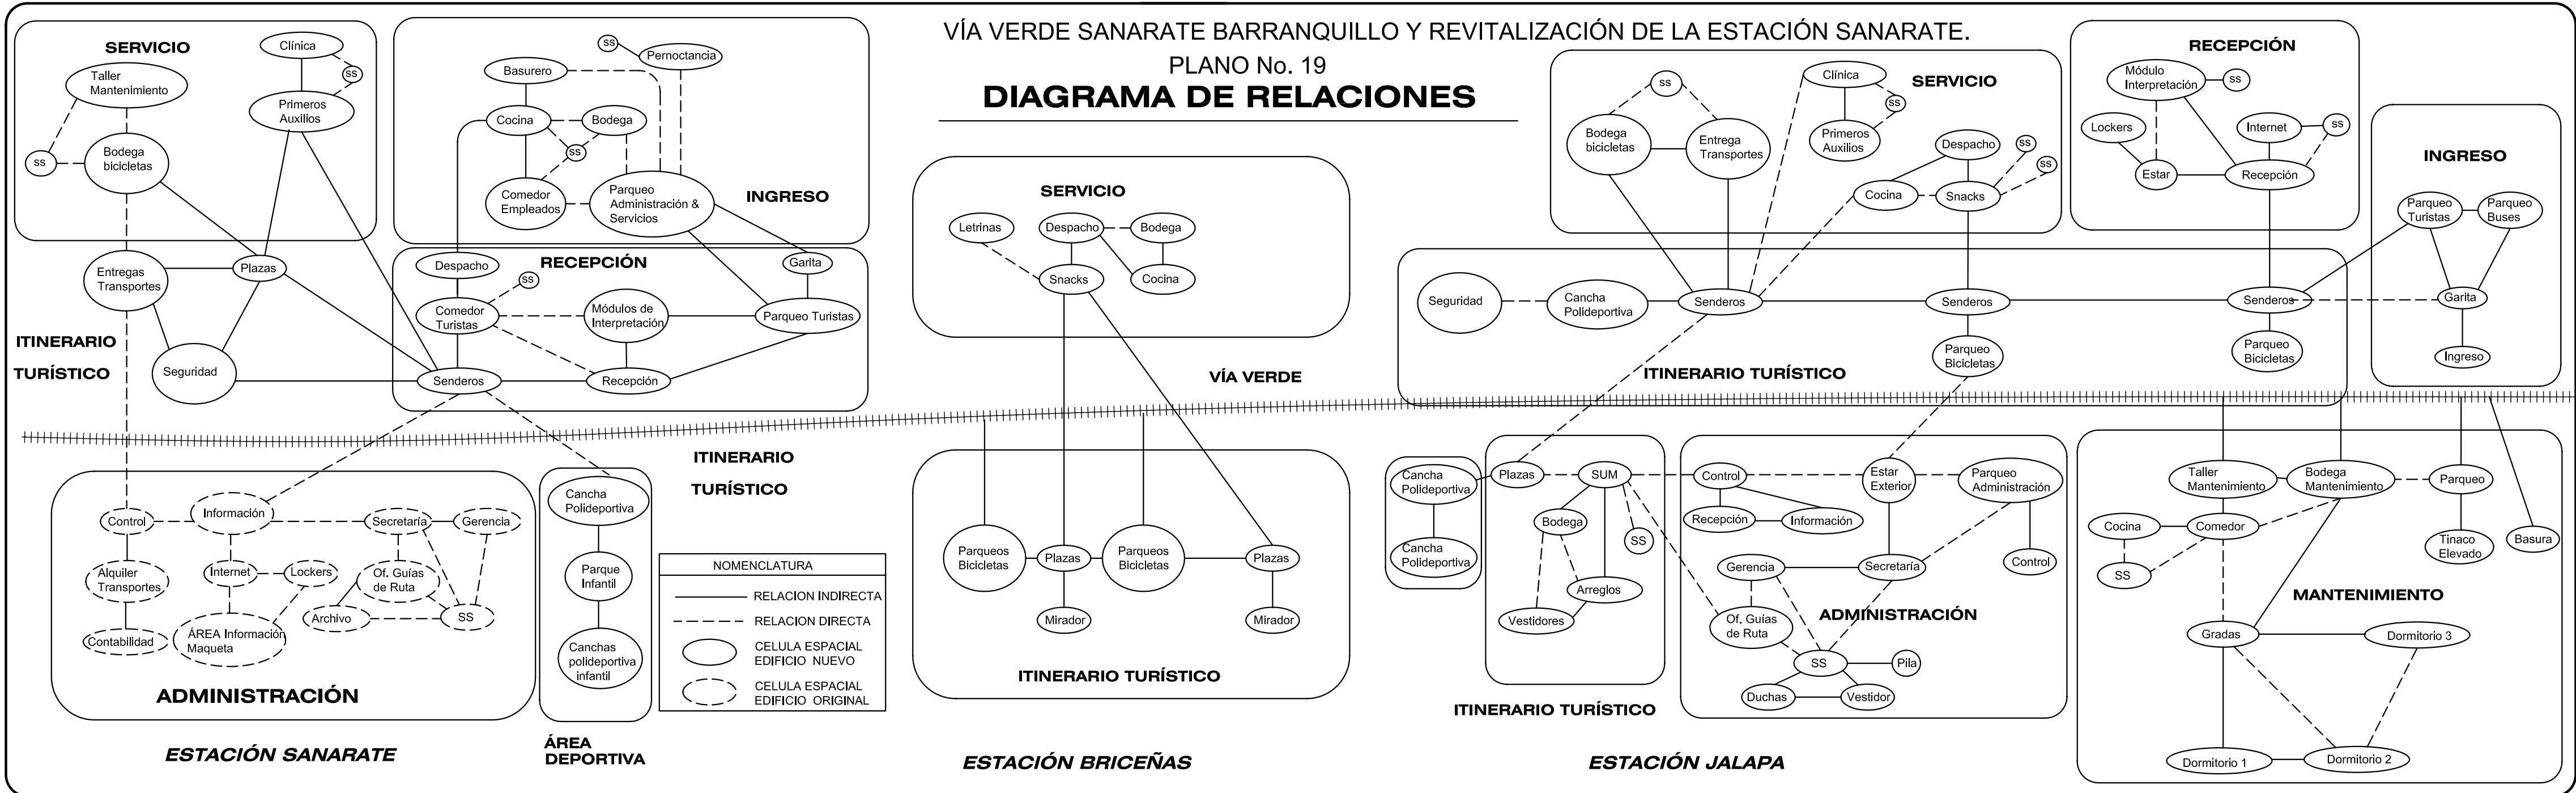 VÍA VERDE SANARATE BARRANQUILLO Y REVITALIZACIÓN DE LA ESTACIÓN SANARATE.
PLANO No. 19
DIAGRAMA DE RELACIONES
SERVICIO
Clínica
ss
Taller
Mantenimiento
Primeros
Auxilios
Bodega
bicicletas
ss
Entregas
Transportes
Plazas
Seguridad
ITINERARIO
TURÍSTICO
ss
Pernoctancia
Basurero
Cocina
Bodega
ss
Comedor
Empleados
Parqueo
Administración &
Servicios
INGRESO
Despacho
RECEPCIÓN
Garita
ss
Comedor
Turistas
Módulos de
Interpretación
Parqueo Turistas
Senderos
Recepción
ITINERARIO
TURÍSTICO
Control
Información
Secretaría
Gerencia
Alquiler
Transportes
Internet
Lockers
Of. Guías
de Ruta
Archivo
SS
Contabilidad
ÁREA Información
Maqueta
ADMINISTRACIÓN
ESTACIÓN SANARATE
Cancha
Polideportiva
Parque
Infantil
Canchas
polideportiva
infantil
ÁREA
DEPORTIVA
NOMENCLATURA
RELACION INDIRECTA
RELACION DIRECTA
CELULA ESPACIAL
EDIFICIO NUEVO
CELULA ESPACIAL
EDIFICIO ORIGINAL
SERVICIO
Letrinas
Despacho
Bodega
Snacks
Cocina
VÍA VERDE
Parqueos
Bicicletas
Plazas
Parqueos
Bicicletas
Plazas
Mirador
Mirador
ITINERARIO TURÍSTICO
ESTACIÓN BRICEÑAS
ss
Clínica
SERVICIO
ss
Bodega
bicicletas
Entrega
Transportes
Primeros
Auxilios
Despacho
ss
ss
Cocina
Snacks
RECEPCIÓN
Módulo
Interpretación
ss
Lockers
Internet
ss
Estar
Recepción
INGRESO
Parqueo
Turistas
Parqueo
Buses
Garita
Ingreso
Seguridad
Cancha
Polideportiva
Senderos
Senderos
Senderos
Parqueo
Bicicletas
Parqueo
Bicicletas
ITINERARIO TURÍSTICO
Cancha
Polideportiva
Cancha
Polideportiva
Plazas
SUM
Bodega
SS
Arreglos
Vestidores
ITINERARIO TURÍSTICO
Control
Estar
Exterior
Parqueo
Administración
Recepción
Información
Gerencia
Secretaría
Control
Of. Guías
de Ruta
ADMINISTRACIÓN
SS
Pila
Duchas
Vestidor
ESTACIÓN JALAPA
Taller
Mantenimiento
Bodega
Mantenimiento
Parqueo
Cocina
Comedor
Tinaco
Elevado
Basura
SS
MANTENIMIENTO
Gradas
Dormitorio 3
Dormitorio 1
Dormitorio 2